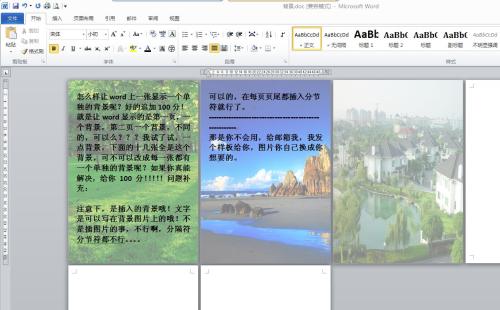 背景.doc [兼容模式] - Microsoft Word
文件 开始 插入 页面布局 引用 邮件 审阅 视图
粘贴
剪切
复制
格式刷
剪贴板
宋体 小初
字体
段落
AaBbCcDd AaBbCcDd AaBb AaBbC AaBbC AaBbC AaBbCcDd
正文 无间隔 标题 1 标题 2 标题 副标题 不明显强调
样式
怎么样让 word 上一张显示一个单
独的背景呢？好的追加 100 分！
就是让 word 显示的是第一页，一
个背景，第二页一个背景，不同
的，可以么？？我试了试，一
点背景，下面的十几张全是这个
背景，可不可以改成每一张都有
一个单独的背景呢？如果你真能
解决，给你 100 分！！！！！问题补
充：
注意下，是插入的背景哦！文字
是可以写在背景图片上的哦！不
是插图片的事，不行啊，分隔符
分节符都不行。。。。
可以的，在每页页尾都插入分节
符就行了。
那是你不会用，给邮箱我，我发
个样板给你，图片你自己换成你
想要的。